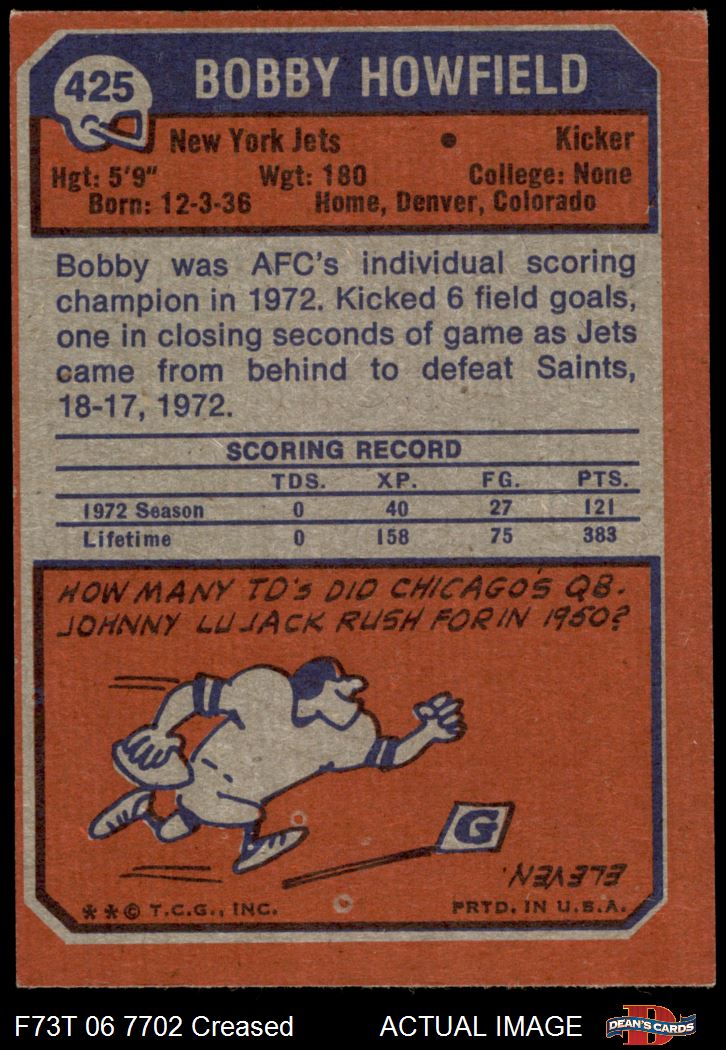 425
BOBBY HOWFIELD
New York Jets • Kicker
Hgt: 5'9" Wgt: 180 College: None
Born: 12-3-36 Home, Denver, Colorado
Bobby was AFC's individual scoring
champion in 1972. Kicked 6 field goals,
one in closing seconds of game as Jets
came from behind to defeat Saints,
18-17, 1972.
SCORING RECORD
TDS. XP. FG. PTS.
1972 Season 0 40 27 121
Lifetime 0 158 75 383
HOW MANY TD'S DID CHICAGO'S QB.
JOHNNY LUJACK RUSH FOR IN 1950?
G
ELEVEN.
**© T.C.G., INC. PRTD. IN U.S.A.
F73T 06 7702 Creased ACTUAL IMAGE
D
DEAN'S CARDS